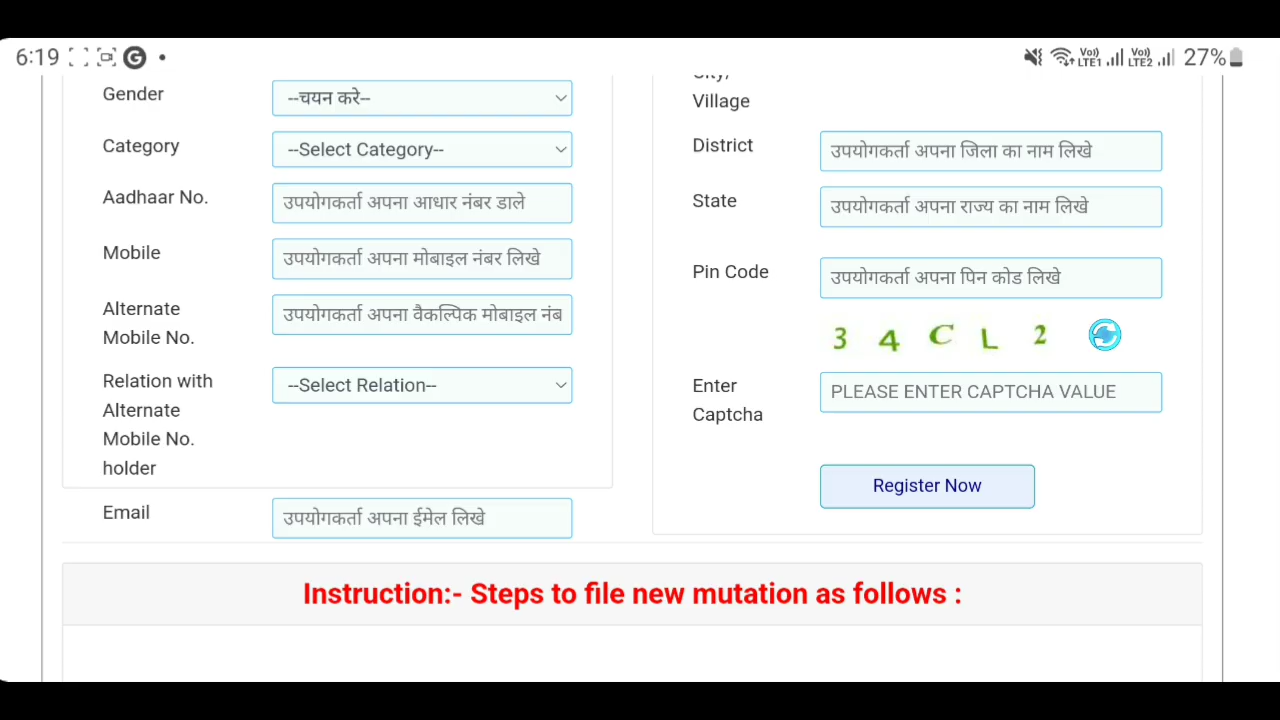 6:19
LTE1 LTE2 27%
Gender
--चयन करे--
Category
--Select Category--
Aadhaar No.
उपयोगकर्ता अपना आधार नंबर डाले
Mobile
उपयोगकर्ता अपना मोबाइल नंबर लिखे
Alternate
Mobile No.
उपयोगकर्ता अपना वैकल्पिक मोबाइल नंब
Relation with
Alternate
Mobile No.
holder
--Select Relation--
Email
उपयोगकर्ता अपना ईमेल लिखे
Village
District
उपयोगकर्ता अपना जिला का नाम लिखे
State
उपयोगकर्ता अपना राज्य का नाम लिखे
Pin Code
उपयोगकर्ता अपना पिन कोड लिखे
3 4 C L 2
Enter
Captcha
PLEASE ENTER CAPTCHA VALUE
Register Now
Instruction:- Steps to file new mutation as follows :